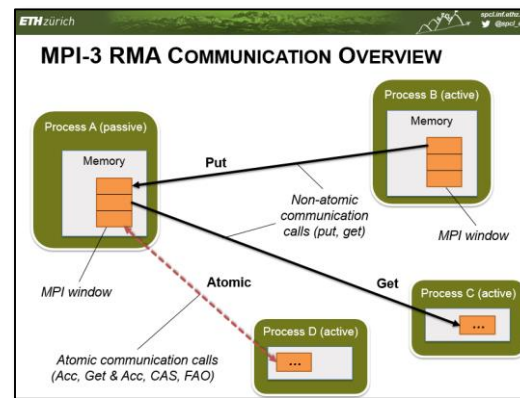 ETH zürich
spcl.inf.ethz
@spcl_
MPI-3 RMA COMMUNICATION OVERVIEW
Process A (passive)
Memory
MPI window
Put
Process B (active)
Memory
MPI window
Non-atomic
communication
calls (put, get)
Atomic
Get
Process C (active)
...
Process D (active)
...
Atomic communication calls
(Acc, Get & Acc, CAS, FAO)